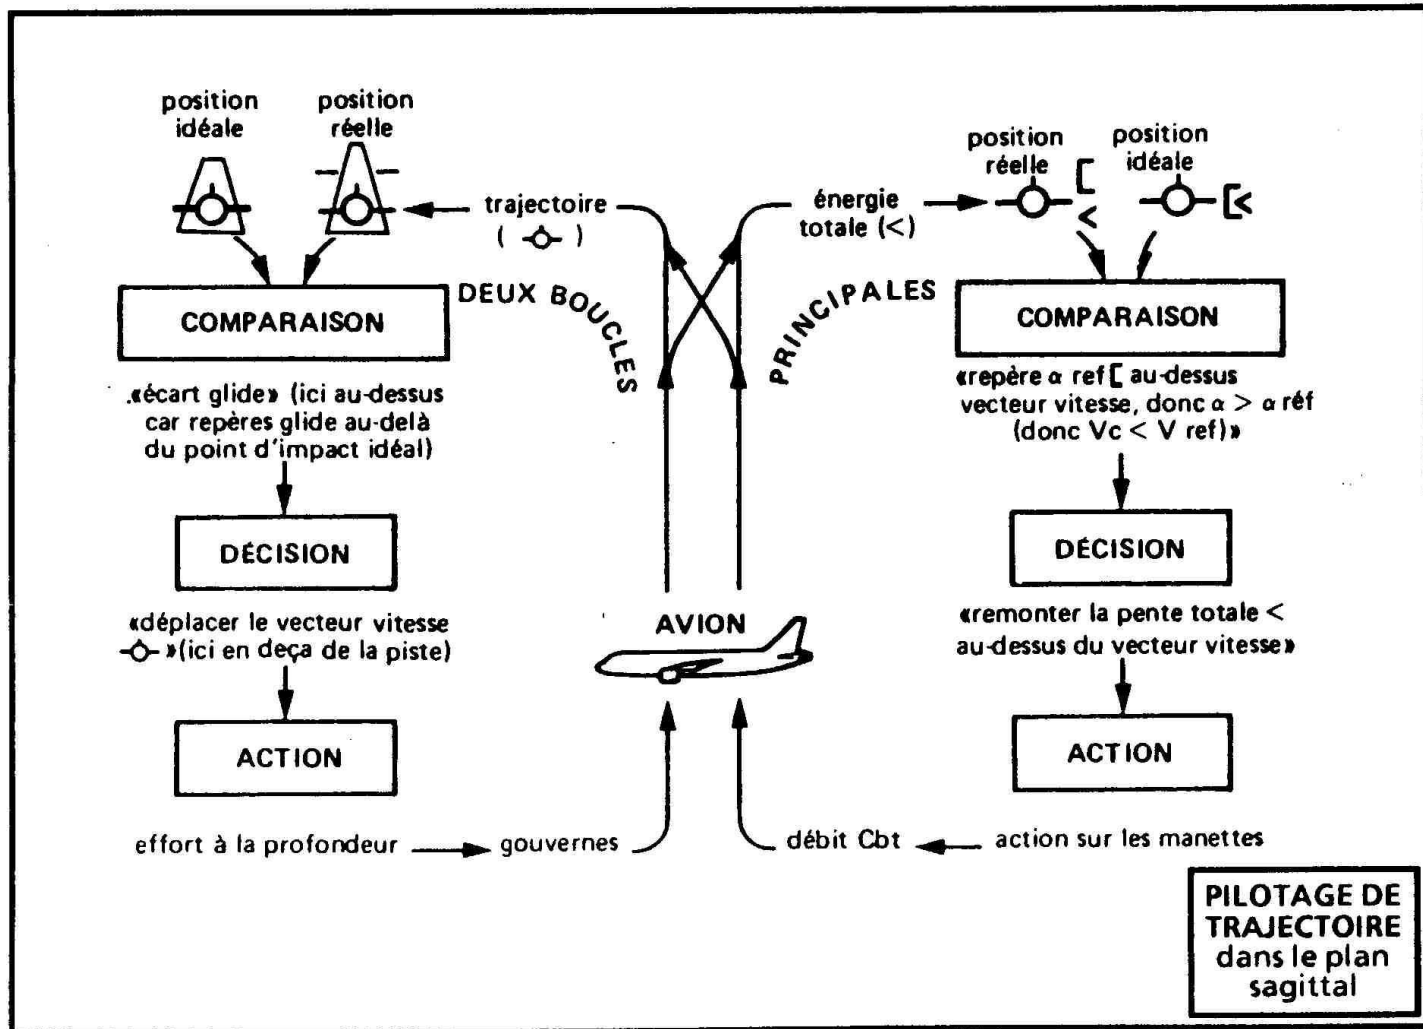 position
idéale
position
réelle
trajectoire
( )
COMPARAISON
«écart glide» (ici au-dessus
car repères glide au-delà
du point d'impact idéal)
DÉCISION
«déplacer le vecteur vitesse
»(ici en deça de la piste)
ACTION
effort à la profondeur
gouvernes
DEUX BOUCLES
PRINCIPALES
AVION
énergie
totale (<)
position
réelle
[
<
position
idéale
[<
COMPARAISON
«repère α ref [ au-dessus
vecteur vitesse, donc α > α réf
(donc Vc < V ref)»
DÉCISION
«remonter la pente totale <
au-dessus du vecteur vitesse»
ACTION
débit Cbt
action sur les manettes
PILOTAGE DE
TRAJECTOIRE
dans le plan
sagittal